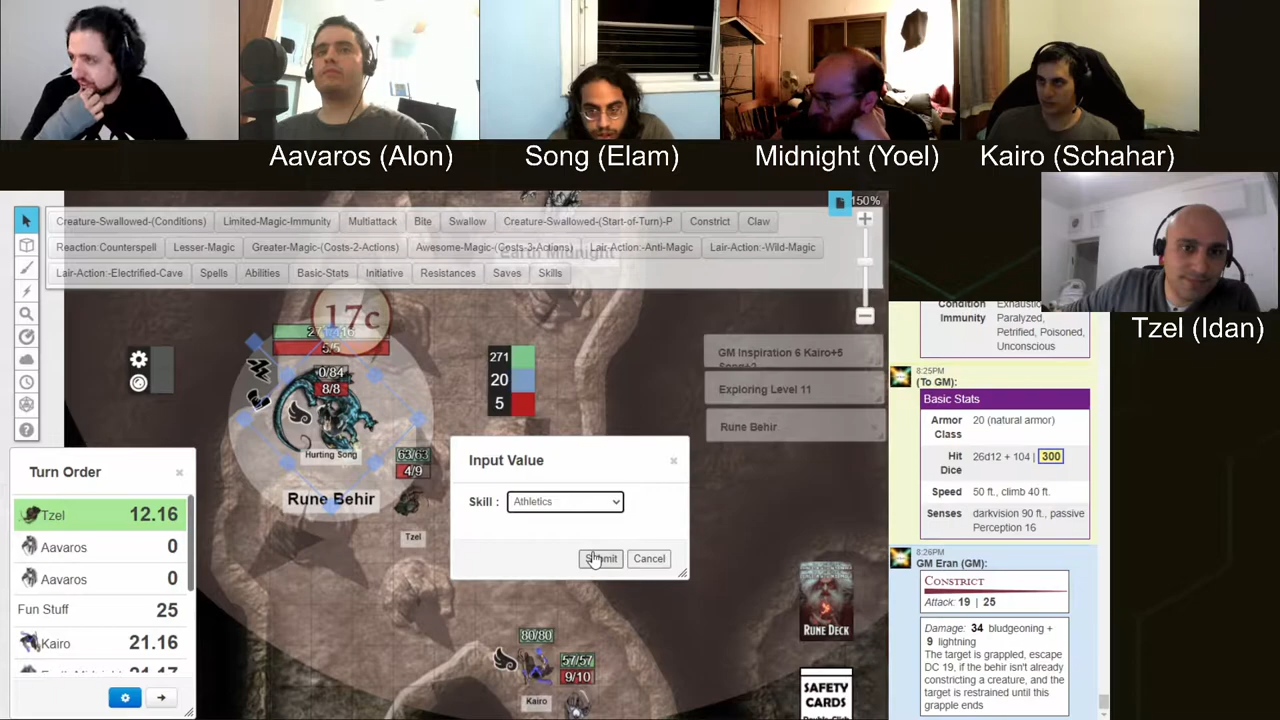 Aavaros (Alon)
Song (Elam)
Midnight (Yoel)
Kairo (Schahar)
Tzel (Idan)
150%
Creature-Swallowed-(Conditions)
Limited-Magic-Immunity
Multiattack
Bite
Swallow
Creature-Swallowed-(Start-of-Turn)-P
Constrict
Claw
Reaction:Counterspell
Lesser-Magic
Greater-Magic-(Costs-2-Actions)
Awesome-Magic-(Costs-3-Actions)
Lair-Action:-Anti-Magic
Lair-Action:-Wild-Magic
Earth Midnight
Lair-Action:-Electrified-Cave
Spells
Abilities
Basic-Stats
Initiative
Resistances
Saves
Skills
17c
5/5
0/84
8/8
Hurting Song
Rune Behir
63/63
4/9
Tzel
271
20
5
GM Inspiration 6 Kairo+5
Exploring Level 11
Rune Behir
Input Value
Skill :
Athletics
Submit
Cancel
Turn Order
Tzel 12.16
Aavaros 0
Aavaros 0
Fun Stuff 25
Kairo 21.16
80/80
57/57
9/10
Kairo
RUNE DECK
SAFETY
CARDS
Condition
Immunity
Paralyzed,
Petrified, Poisoned,
Unconscious
8:25PM
(To GM):
Basic Stats
Armor
Class
20 (natural armor)
Hit
Dice
26d12 + 104 | 300
Speed
50 ft., climb 40 ft.
Senses
darkvision 90 ft., passive
Perception 16
8:26PM
GM Eran (GM):
CONSTRICT
Attack: 19 | 25
Damage: 34 bludgeoning +
9 lightning
The target is grappled, escape
DC 19, if the behir isn't already
constricting a creature, and the
target is restrained until this
grapple ends